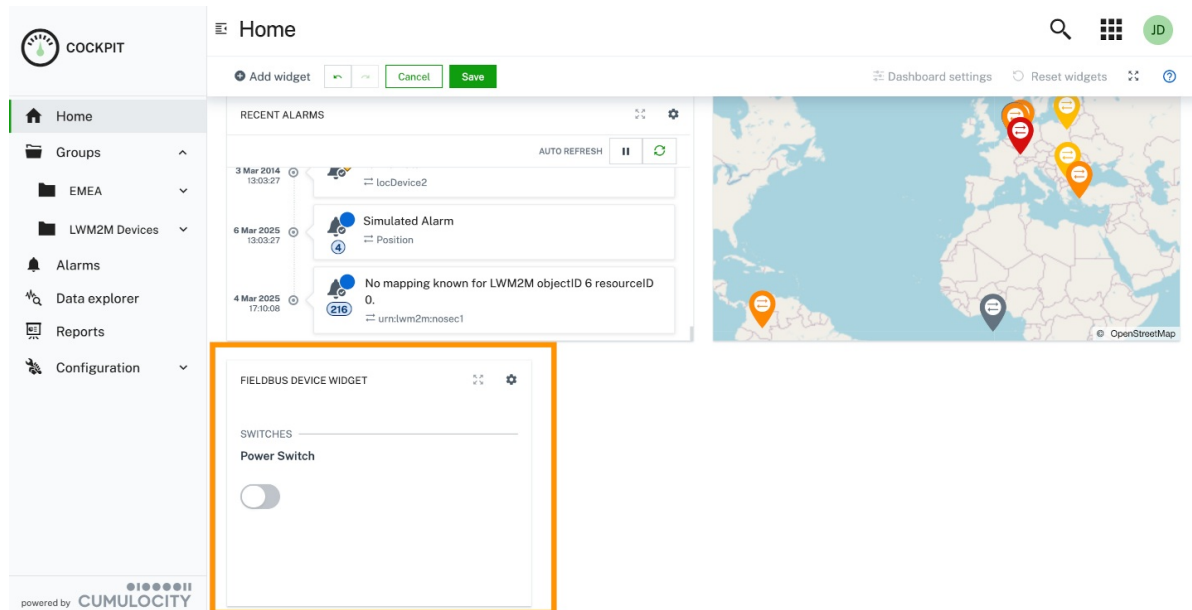 COCKPIT
Home
JD
Add widget
Cancel
Save
Dashboard settings
Reset widgets
Home
Groups
EMEA
LWM2M Devices
Alarms
Data explorer
Reports
Configuration
powered by CUMULOCITY
RECENT ALARMS
AUTO REFRESH
3 Mar 2014
13:03:27
locDevice2
6 Mar 2025
13:03:27
4
Simulated Alarm
Position
4 Mar 2025
17:10:08
216
No mapping known for LWM2M objectID 6 resourceID
0.
urn:lwm2m:nosec1
© OpenStreetMap
FIELDBUS DEVICE WIDGET
SWITCHES
Power Switch